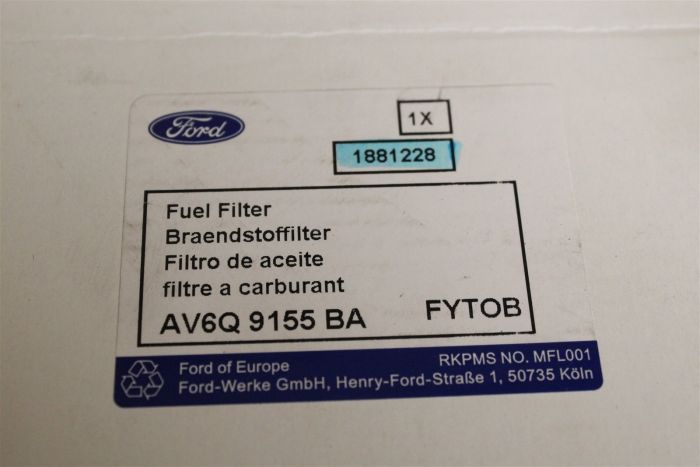 Ford
1X
1881228
Fuel Filter
Braendstoffilter
Filtro de aceite
filtre a carburant
AV6Q 9155 BA FYTOB
Ford of Europe RKPMS NO. MFL001
Ford-Werke GmbH, Henry-Ford-Straße 1, 50735 Köln